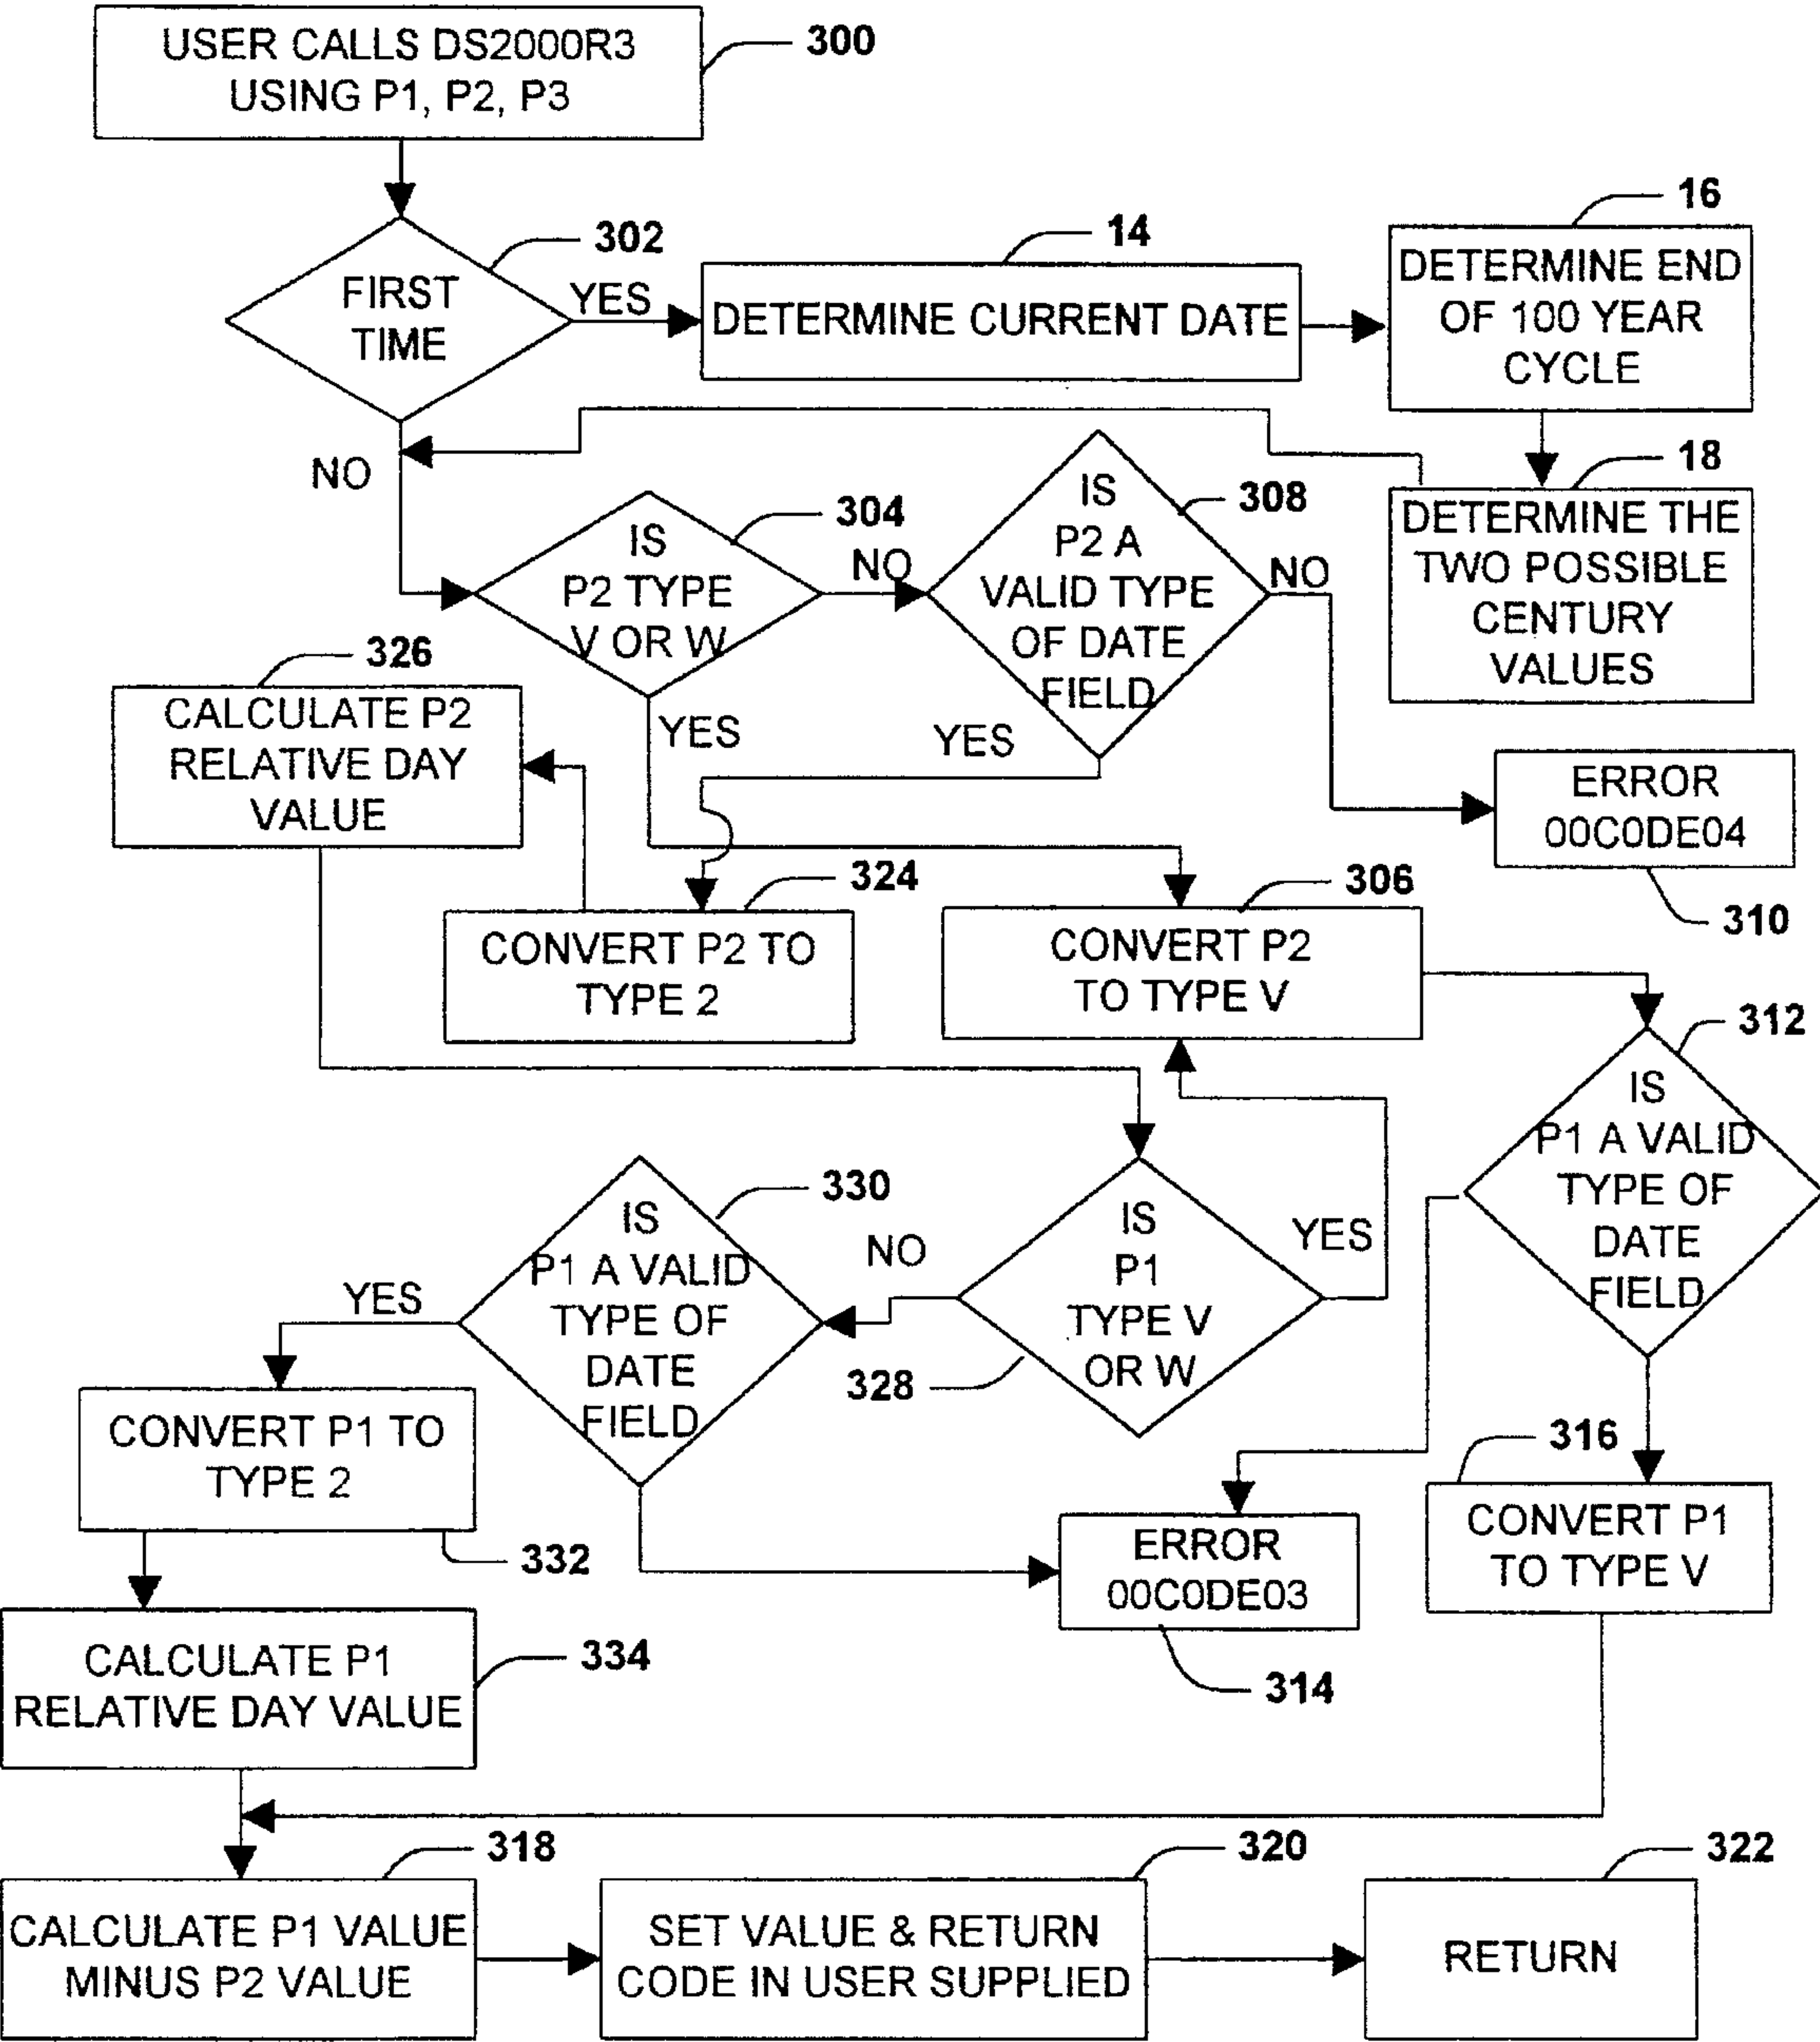 USER CALLS DS2000R3
USING P1, P2, P3
300
302
FIRST
TIME
YES
NO
14
DETERMINE CURRENT DATE
16
DETERMINE END
OF 100 YEAR
CYCLE
18
DETERMINE THE
TWO POSSIBLE
CENTURY
VALUES
304
IS
P2 TYPE
V OR W
NO
YES
308
IS
P2 A
VALID TYPE
OF DATE
FIELD
NO
YES
ERROR
00C0DE04
310
326
CALCULATE P2
RELATIVE DAY
VALUE
324
CONVERT P2 TO
TYPE 2
306
CONVERT P2
TO TYPE V
312
IS
P1 A VALID
TYPE OF
DATE
FIELD
IS
P1
TYPE V
OR W
328
YES
NO
330
IS
P1 A VALID
TYPE OF
DATE
FIELD
YES
CONVERT P1 TO
TYPE 2
332
ERROR
00C0DE03
314
316
CONVERT P1
TO TYPE V
CALCULATE P1
RELATIVE DAY VALUE
334
318
CALCULATE P1 VALUE
MINUS P2 VALUE
320
SET VALUE & RETURN
CODE IN USER SUPPLIED
322
RETURN